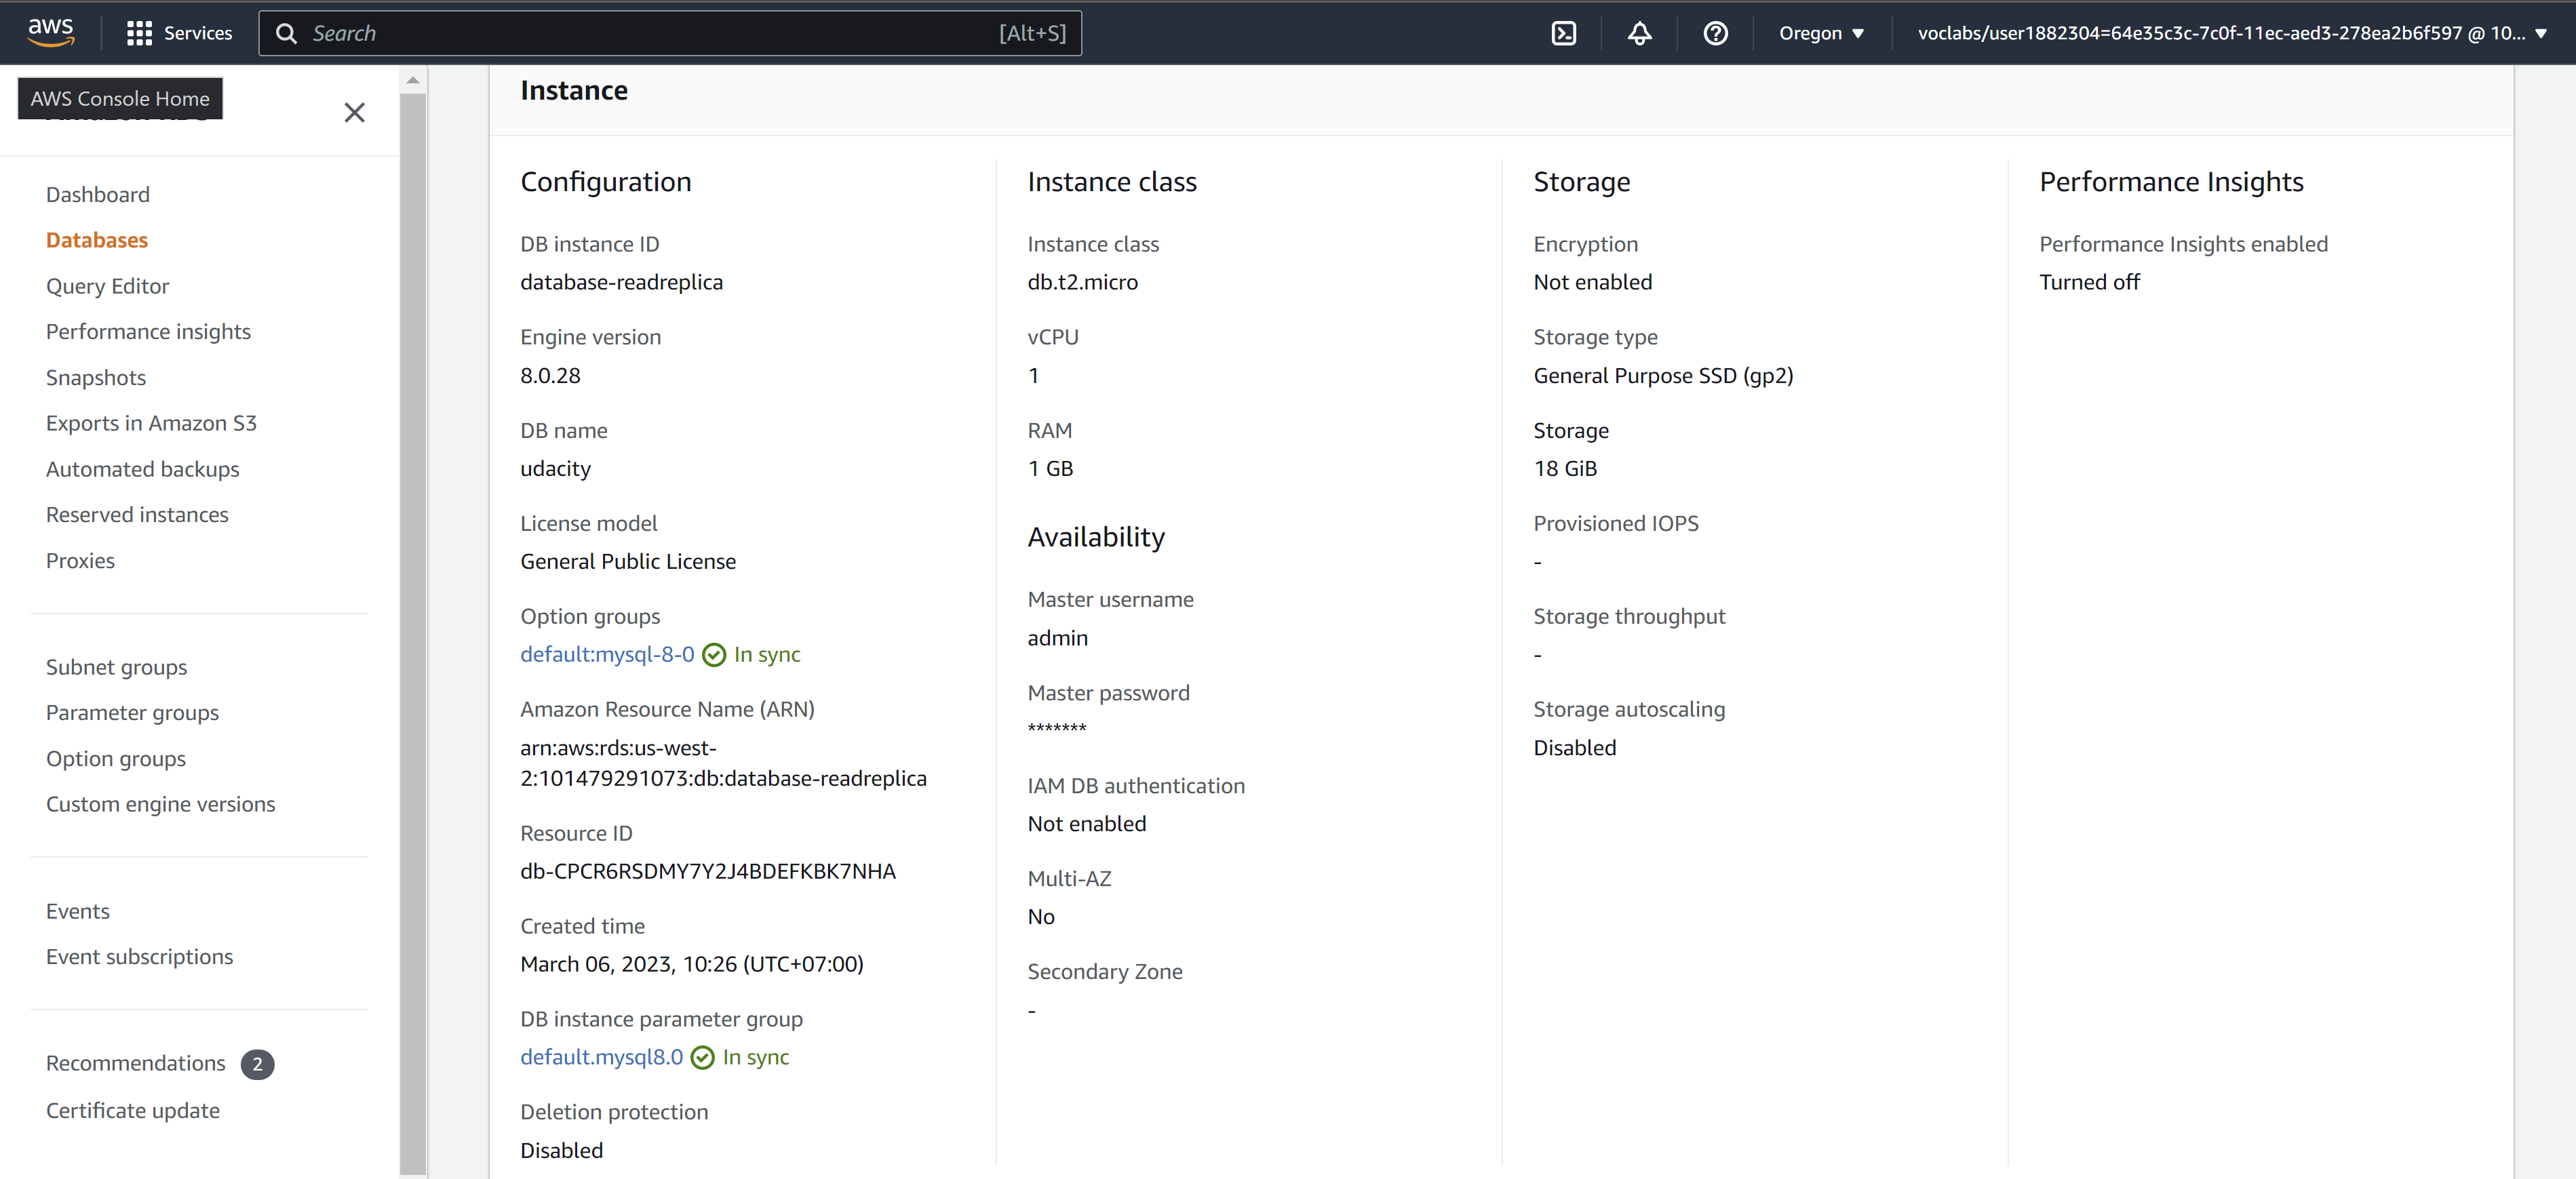 aws
Services
Search
[Alt+S]
Oregon
voclabs/user1882304=64e35c3c-7c0f-11ec-aed3-278ea2b6f597 @ 10...
AWS Console Home
Dashboard
Databases
Query Editor
Performance insights
Snapshots
Exports in Amazon S3
Automated backups
Reserved instances
Proxies
Subnet groups
Parameter groups
Option groups
Custom engine versions
Events
Event subscriptions
Recommendations 2
Certificate update
Instance
Configuration
DB instance ID
database-readreplica
Engine version
8.0.28
DB name
udacity
License model
General Public License
Option groups
default:mysql-8-0 In sync
Amazon Resource Name (ARN)
arn:aws:rds:us-west-
2:101479291073:db:database-readreplica
Resource ID
db-CPCR6RSDMY7Y2J4BDEFKBK7NHA
Created time
March 06, 2023, 10:26 (UTC+07:00)
DB instance parameter group
default.mysql8.0 In sync
Deletion protection
Disabled
Instance class
Instance class
db.t2.micro
vCPU
1
RAM
1 GB
Availability
Master username
admin
Master password
*******
IAM DB authentication
Not enabled
Multi-AZ
No
Secondary Zone
-
Storage
Encryption
Not enabled
Storage type
General Purpose SSD (gp2)
Storage
18 GiB
Provisioned IOPS
-
Storage throughput
-
Storage autoscaling
Disabled
Performance Insights
Performance Insights enabled
Turned off